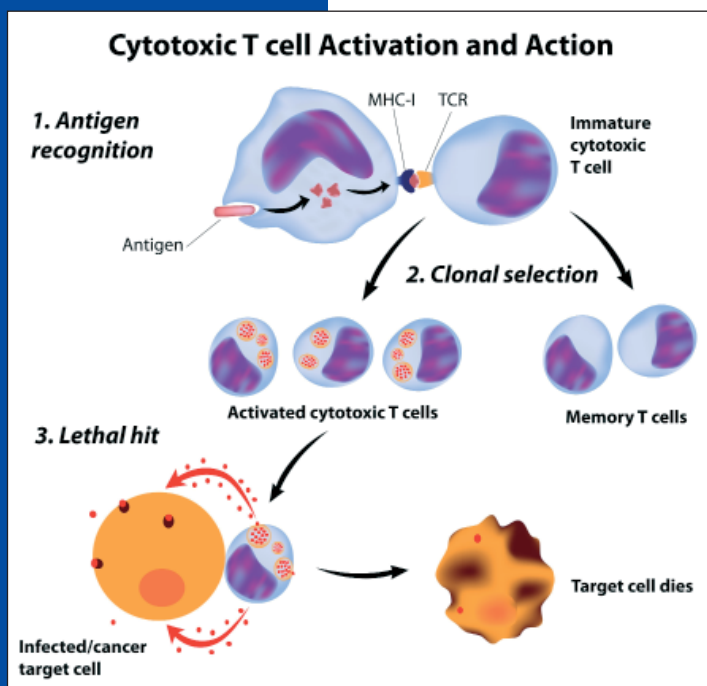 Cytotoxic T cell Activation and Action
1. Antigen
recognition
MHC-I
TCR
Immature
cytotoxic
T cell
Antigen
2. Clonal selection
Activated cytotoxic T cells
Memory T cells
3. Lethal hit
Infected/cancer
target cell
Target cell dies